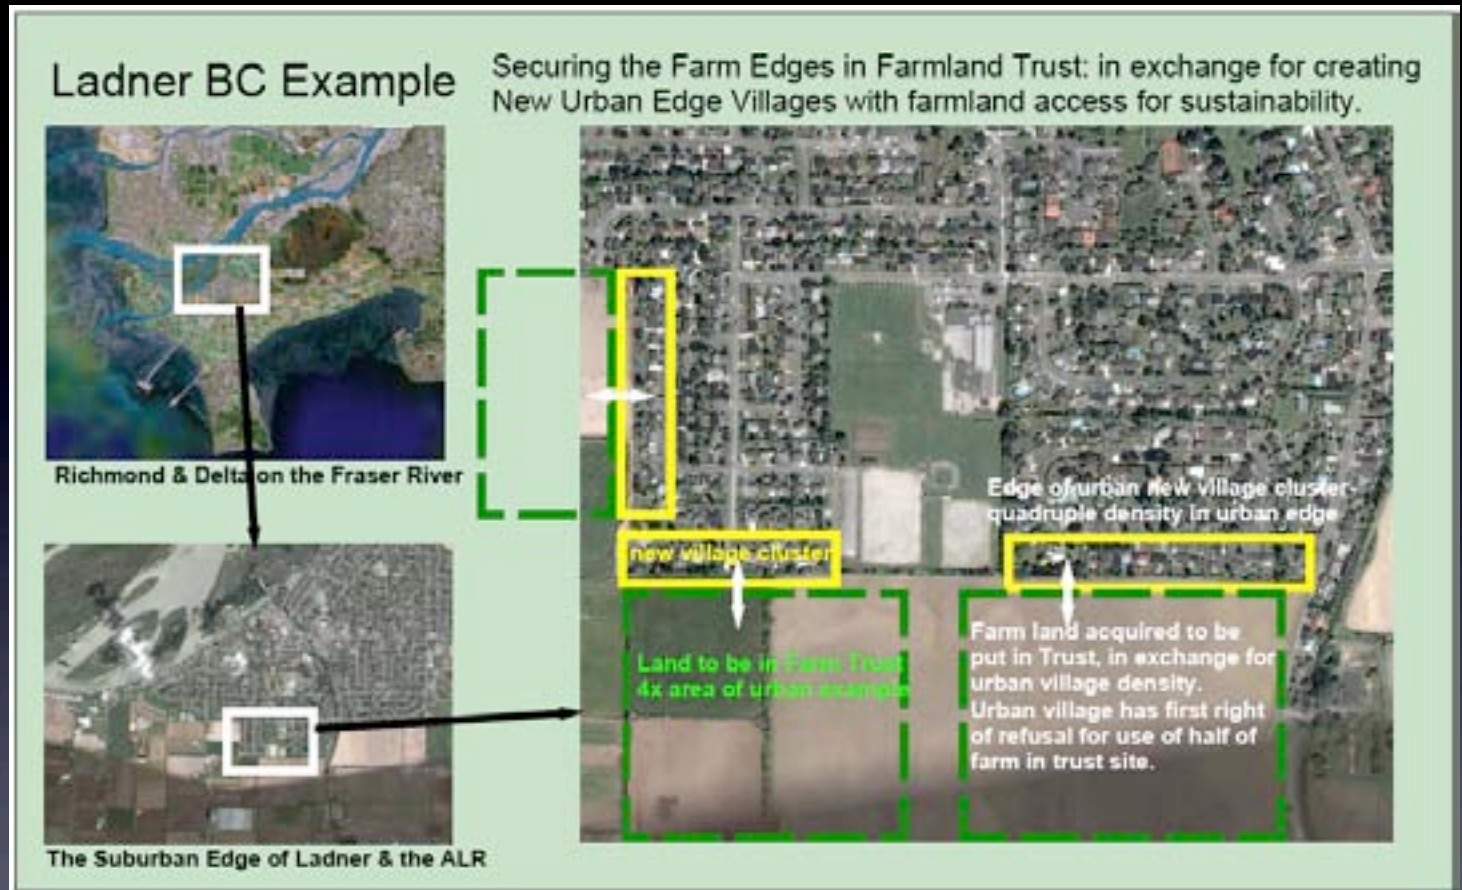 Ladner BC Example
Securing the Farm Edges in Farmland Trust: in exchange for creating
New Urban Edge Villages with farmland access for sustainability.
Richmond & Delta on the Fraser River
Edge of urban new village cluster-
quadruple density in urban edge
new village cluster
Land to be in Farm Trust
4x area of urban example
Farm land acquired to be
put in Trust, in exchange for
urban village density.
Urban village has first right
of refusal for use of half of
farm in trust site.
The Suburban Edge of Ladner & the ALR